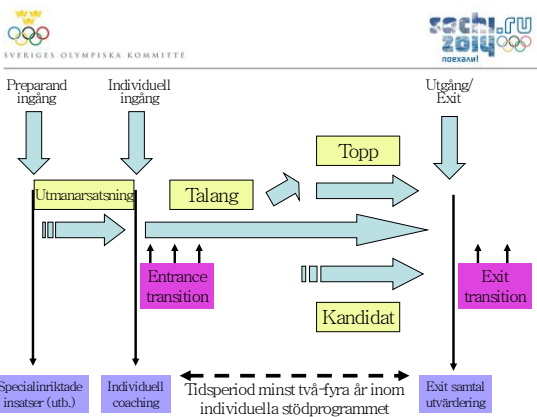 SVERIGES OLYMPISKA KOMMITTÉ
sochi.ru
2014
поехали!
Preparand
ingång
Individuell
ingång
Utgång/
Exit
Topp
Utmanarsatsning
Talang
Entrance
transition
Exit
transition
Kandidat
Specialinriktade
insatser (utb.)
Individuell
coaching
Tidsperiod minst två-fyra år inom
individuella stödprogrammet
Exit samtal
utvärdering